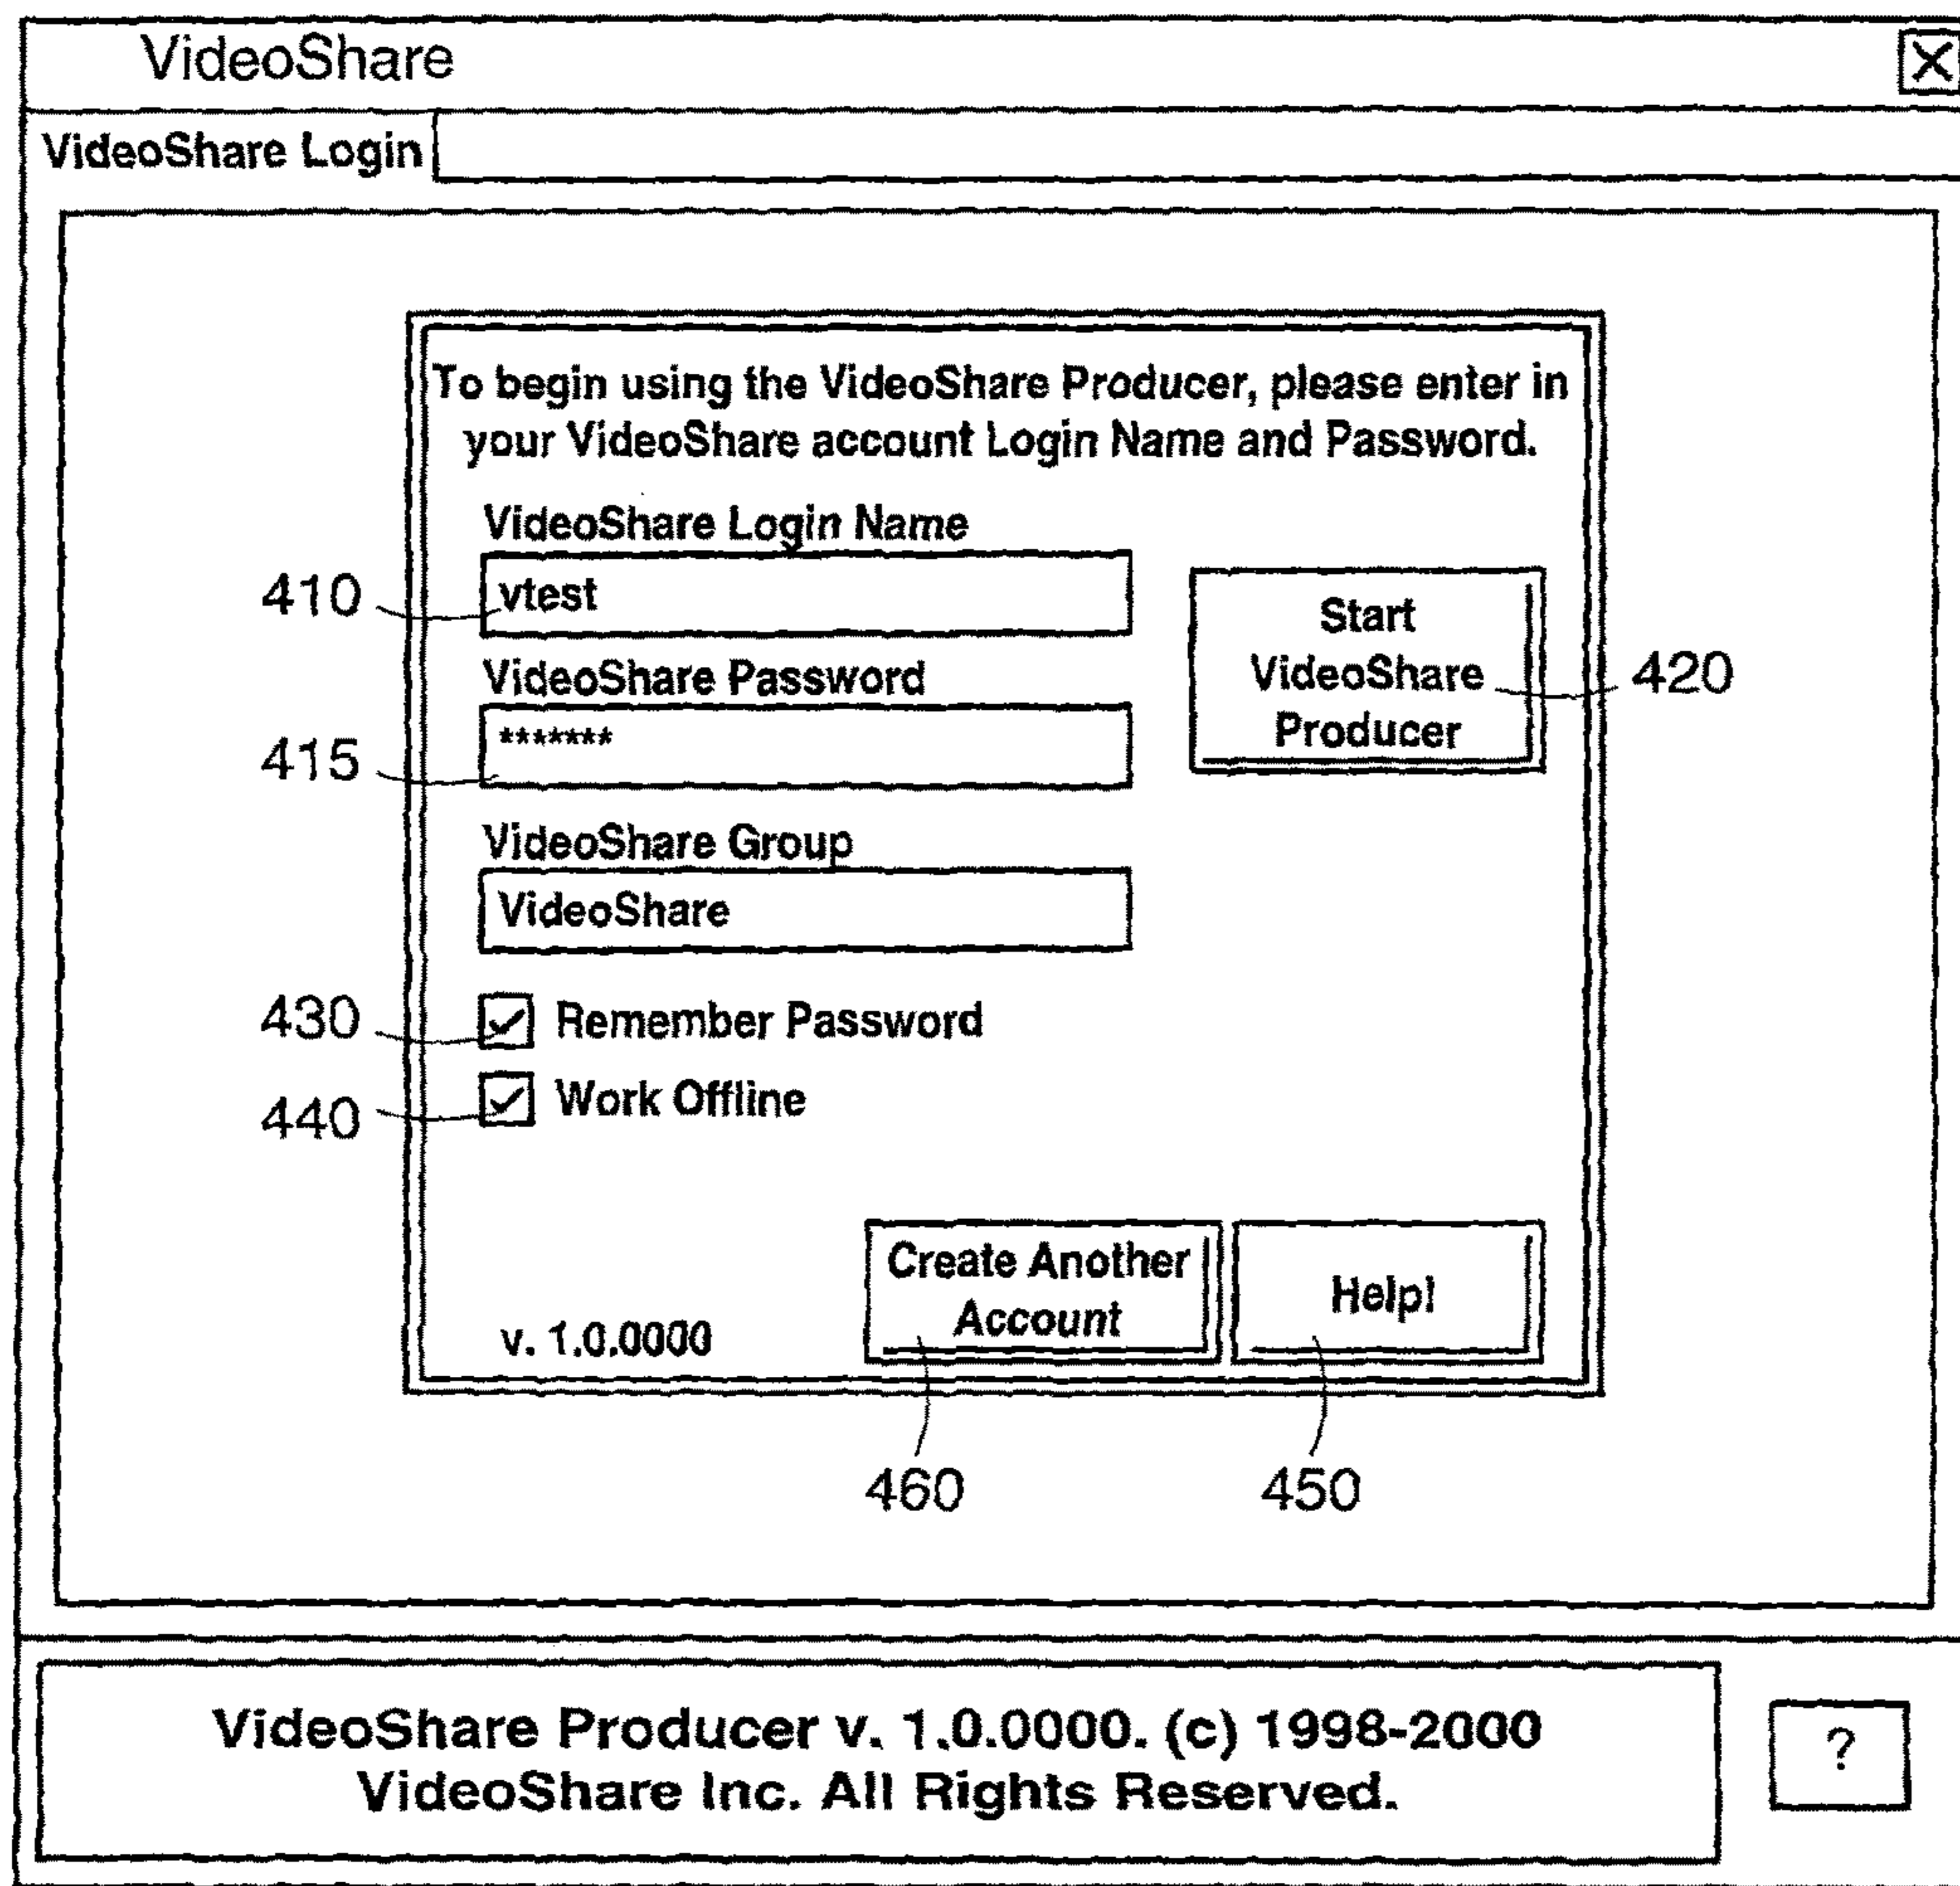 VideoShare
VideoShare Login
To begin using the VideoShare Producer, please enter in
your VideoShare account Login Name and Password.
VideoShare Login Name
410
vtest
Start
VideoShare
Producer
420
VideoShare Password
415
*******
VideoShare Group
VideoShare
430
Remember Password
440
Work Offline
Create Another
Account
Help!
v. 1.0.0000
460
450
VideoShare Producer v. 1.0.0000. (c) 1998-2000
VideoShare Inc. All Rights Reserved.
?